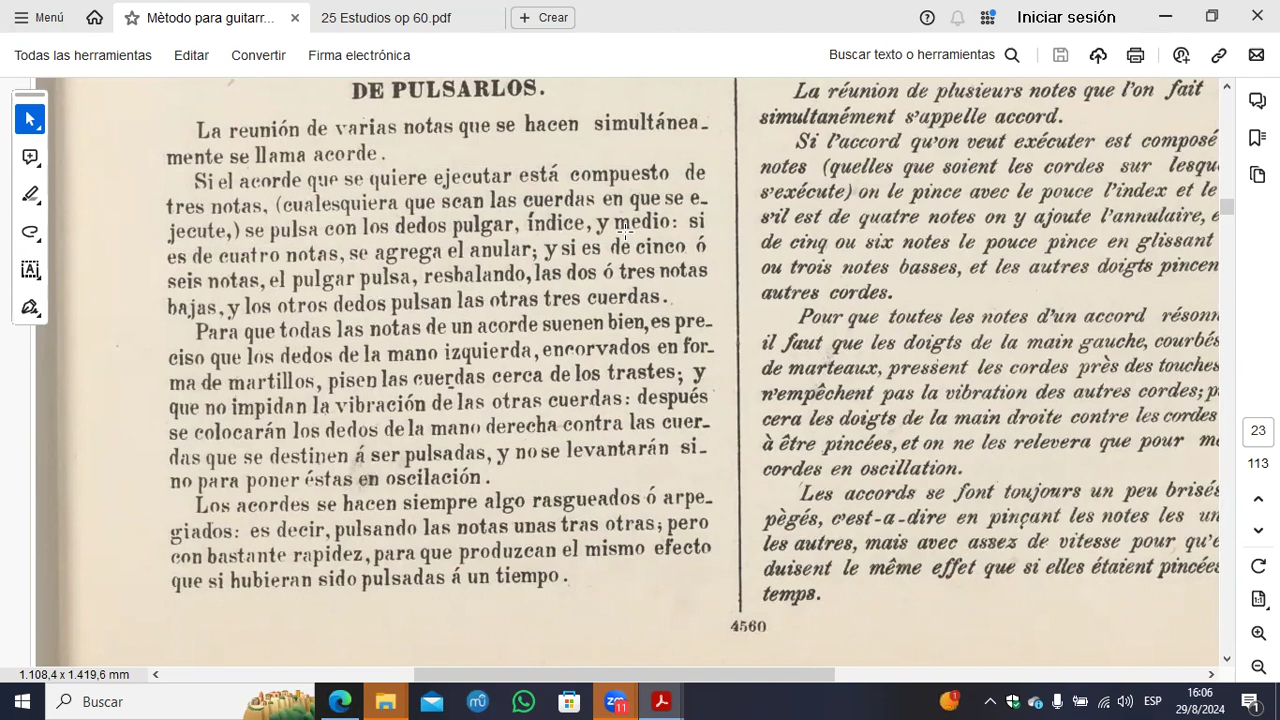 Menú
Mètodo para guitarr...
25 Estudios op 60.pdf
Crear
Iniciar sesión
Todas las herramientas
Editar
Convertir
Firma electrónica
Buscar texto o herramientas
DE PULSARLOS.
La reunión de varias notas que se hacen simultánea-
mente se llama acorde.
Si el acorde que se quiere ejecutar está compuesto de
tres notas, (cualesquiera que sean las cuerdas en que se e-
jecute,) se pulsa con los dedos pulgar, índice, y medio: si
es de cuatro notas, se agrega el anular; y si es de cinco ó
seis notas, el pulgar pulsa, resbalando, las dos ó tres notas
bajas, y los otros dedos pulsan las otras tres cuerdas.
Para que todas las notas de un acorde suenen bien, es pre-
ciso que los dedos de la mano izquierda, encorvados en for-
ma de martillos, pisen las cuerdas cerca de los trastes; y
que no impidan la vibración de las otras cuerdas: después
se colocarán los dedos de la mano derecha contra las cuer-
das que se destinen á ser pulsadas, y no se levantarán si-
no para poner éstas en oscilación.
Los acordes se hacen siempre algo rasgueados ó arpe-
giados: es decir, pulsando las notas unas tras otras; pero
con bastante rapidez, para que produzcan el mismo efecto
que si hubieran sido pulsadas á un tiempo.
La réunion de plusieurs notes que l'on fait
simultanément s'appelle accord.
Si l'accord qu'on veut exécuter est composé
notes (quelles que soient les cordes sur lesqu
s'exécute) on le pince avec le pouce l'index et le
s'il est de quatre notes on y ajoute l'annulaire, e
de cinq ou six notes le pouce pince en glissant
ou trois notes basses, et les autres doigts pincen
autres cordes.
Pour que toutes les notes d'un accord résonn
il faut que les doigts de la main gauche, courbés
de marteaux, pressent les cordes près des touches
n'empêchent pas la vibration des autres cordes; p
cera les doigts de la main droite contre les cordes
à être pincées, et on ne les relevera que pour m
cordes en oscillation.
Les accords se font toujours un peu brisés
pègés, c'est-a-dire en pinçant les notes les un
les autres, mais avec assez de vitesse pour qu'e
duisent le même effet que si elles étaient pincées
temps.
4560
23
113
1.108,4 x 1.419,6 mm
Buscar
11
1
ESP
16:06
29/8/2024
1